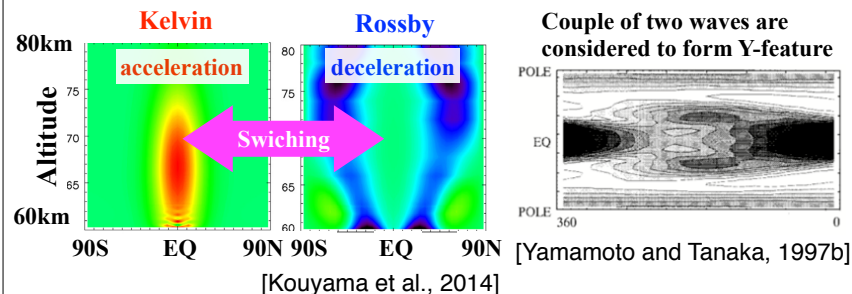 Kelvin
Rossby
Couple of two waves are
considered to form Y-feature
80km
acceleration
80
deceleration
POLE
75
75
Altitude
70
Swiching
70
EQ
65
65
60km
60
POLE
90S EQ 90N 90S EQ 90N
360 0
[Yamamoto and Tanaka, 1997b]
[Kouyama et al., 2014]